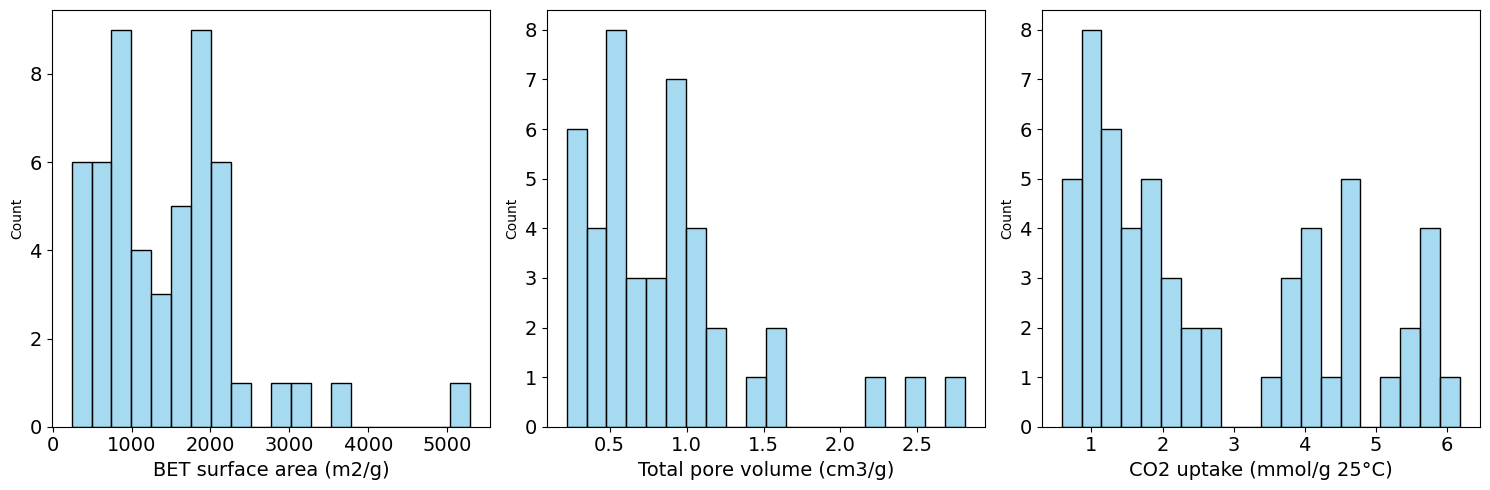 Count
8
6
4
2
0
0 1000 2000 3000 4000 5000
BET surface area (m2/g)
Count
8
7
6
5
4
3
2
1
0
0.5 1.0 1.5 2.0 2.5
Total pore volume (cm3/g)
Count
8
7
6
5
4
3
2
1
0
1 2 3 4 5 6
CO2 uptake (mmol/g 25°C)